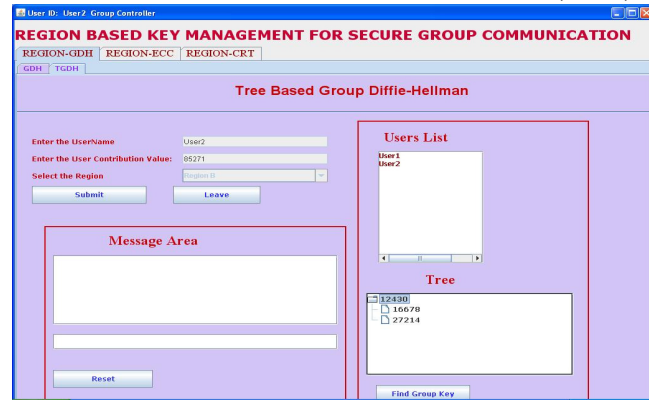 User ID: User2 Group Controller
REGION BASED KEY MANAGEMENT FOR SECURE GROUP COMMUNICATION
REGION-GDH REGION-ECC REGION-CRT
GDH TGDH
Tree Based Group Diffie-Hellman
Enter the UserName User2
Enter the User Contribution Value: 85271
Select the Region Region B
Submit Leave
Users List
User1
User2
Message Area
Tree
12430
16678
27214
Reset
Find Group Key